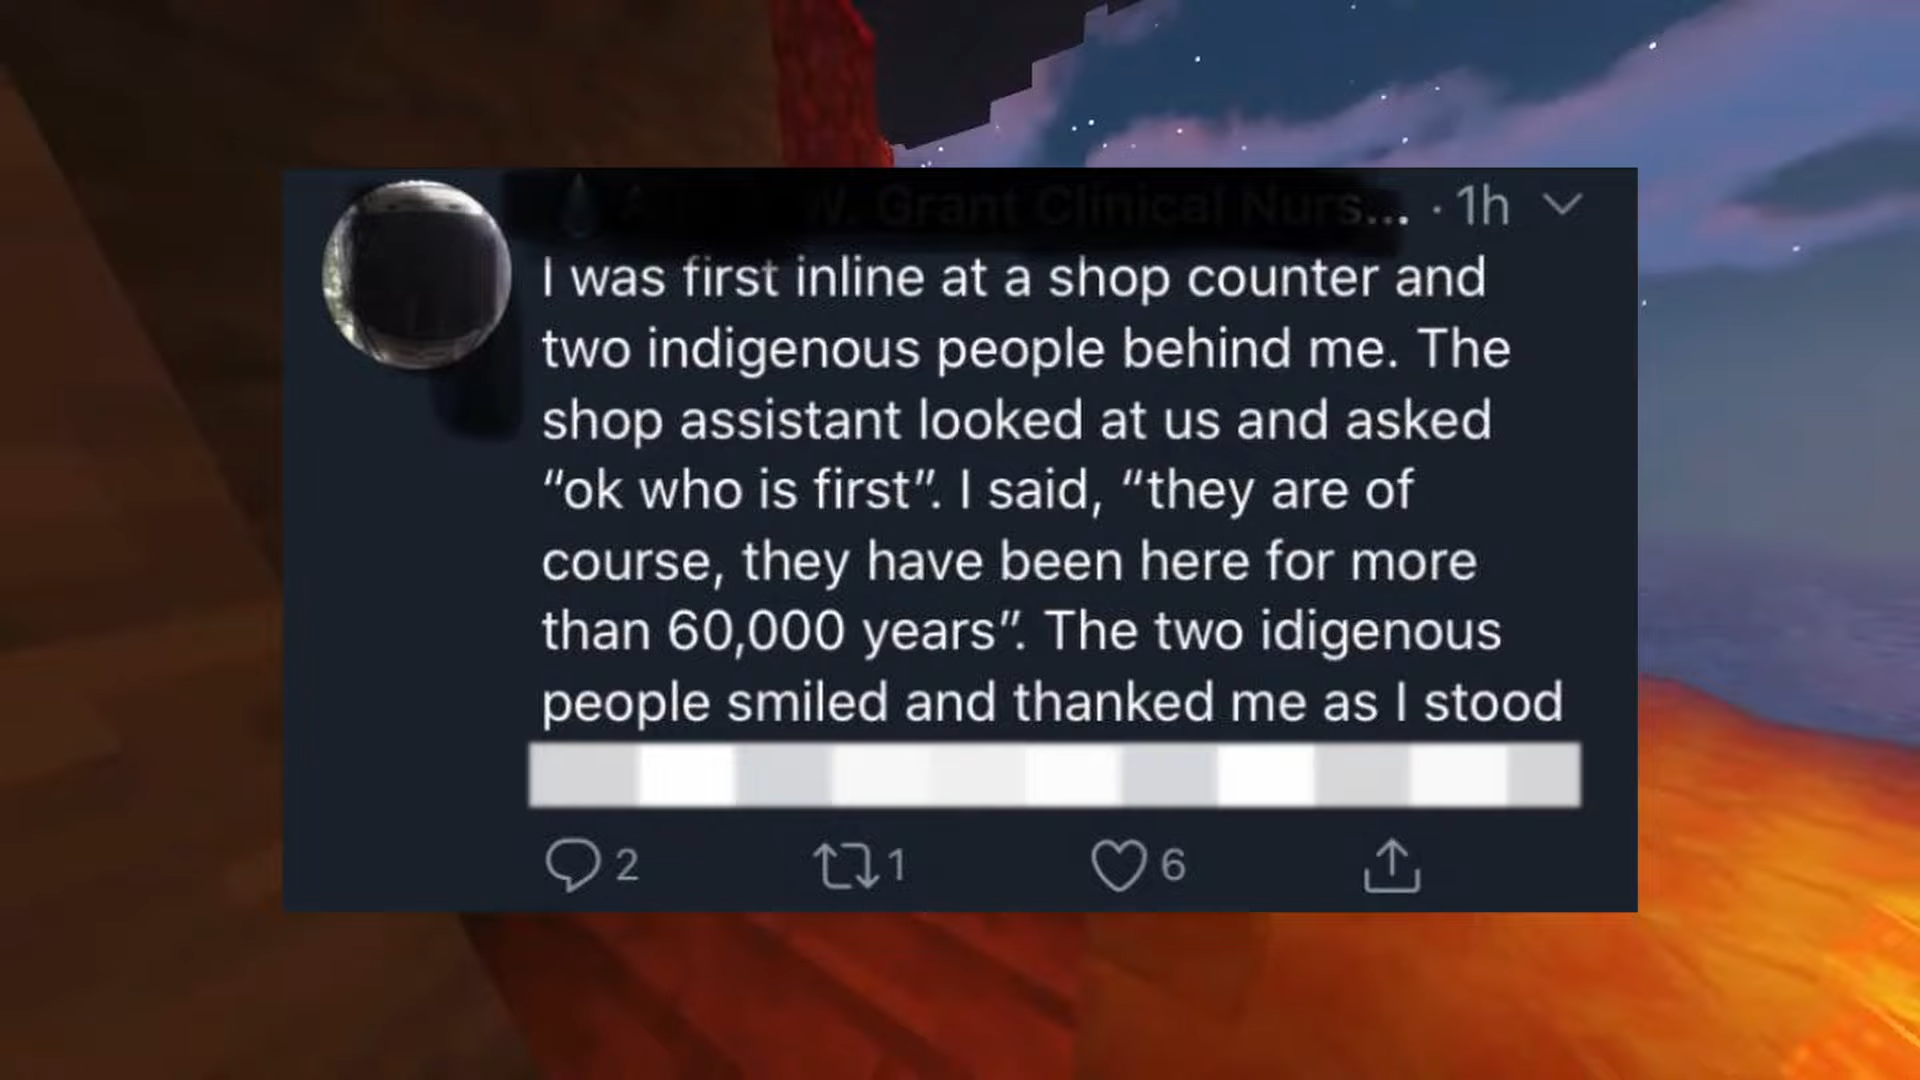 W. Grant Clinical Nurs... · 1h
I was first inline at a shop counter and
two indigenous people behind me. The
shop assistant looked at us and asked
“ok who is first”. I said, “they are of
course, they have been here for more
than 60,000 years”. The two idigenous
people smiled and thanked me as I stood
2 1 6